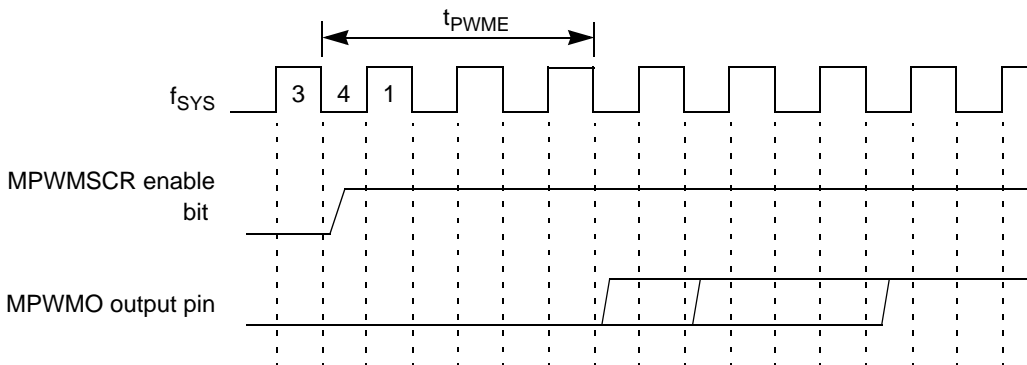 tPWME
fSYS
3 4 1
MPWMSCR enable
bit
MPWMO output pin